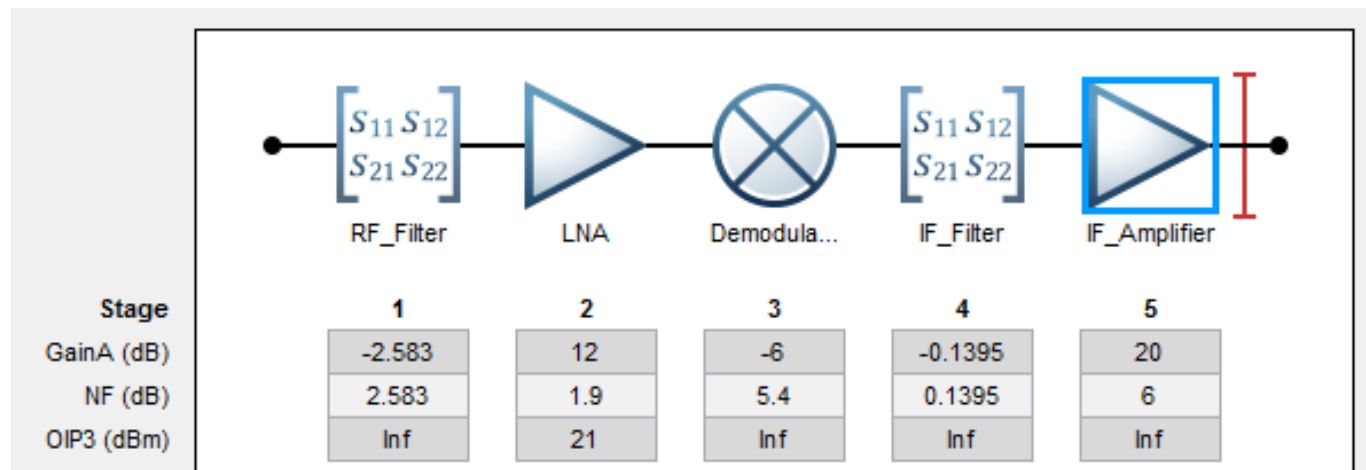 S11 S12 S11 S12
S21 S22 S21 S22
RF_Filter LNA Demodula... IF_Filter IF_Amplifier
Stage 1 2 3 4 5
GainA (dB) -2.583 12 -6 -0.1395 20
NF (dB) 2.583 1.9 5.4 0.1395 6
OIP3 (dBm) Inf 21 Inf Inf Inf